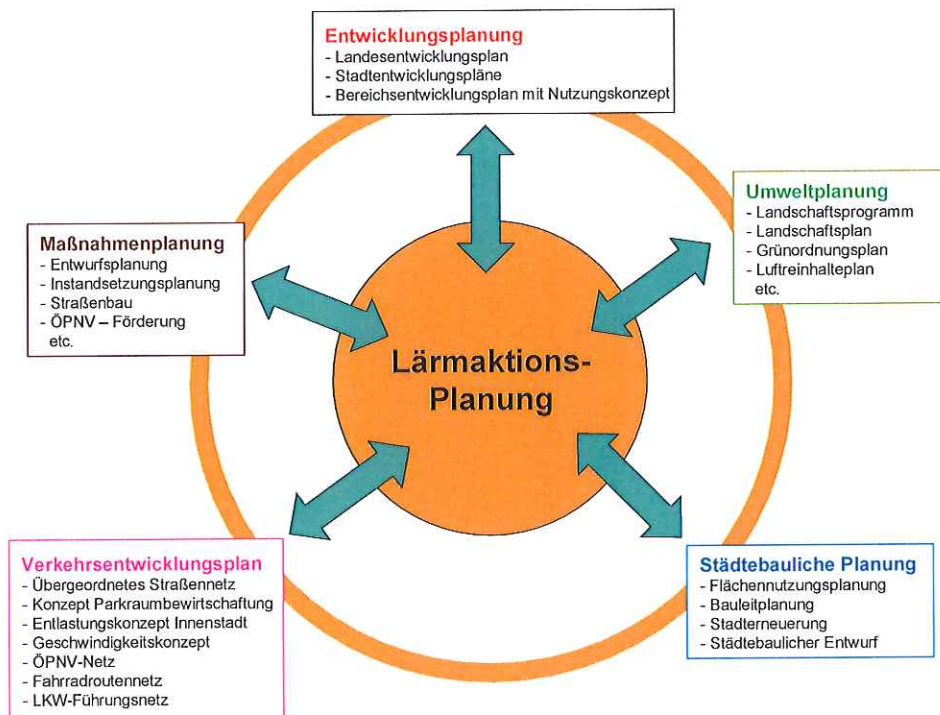 Entwicklungsplanung
- Landesentwicklungsplan
- Stadtentwicklungspläne
- Bereichsentwicklungsplan mit Nutzungskonzept
Umweltplanung
- Landschaftsprogramm
- Landschaftsplan
- Grünordnungsplan
- Luftreinhalteplan
etc.
Maßnahmenplanung
- Entwurfsplanung
- Instandsetzungsplanung
- Straßenbau
- ÖPNV – Förderung
etc.
Lärmaktions-
Planung
Verkehrsentwicklungsplan
- Übergeordnetes Straßennetz
- Konzept Parkraumbewirtschaftung
- Entlastungskonzept Innenstadt
- Geschwindigkeitskonzept
- ÖPNV-Netz
- Fahrradroutennetz
- LKW-Führungsnetz
Städtebauliche Planung
- Flächennutzungsplanung
- Bauleitplanung
- Stadterneuerung
- Städtebaulicher Entwurf